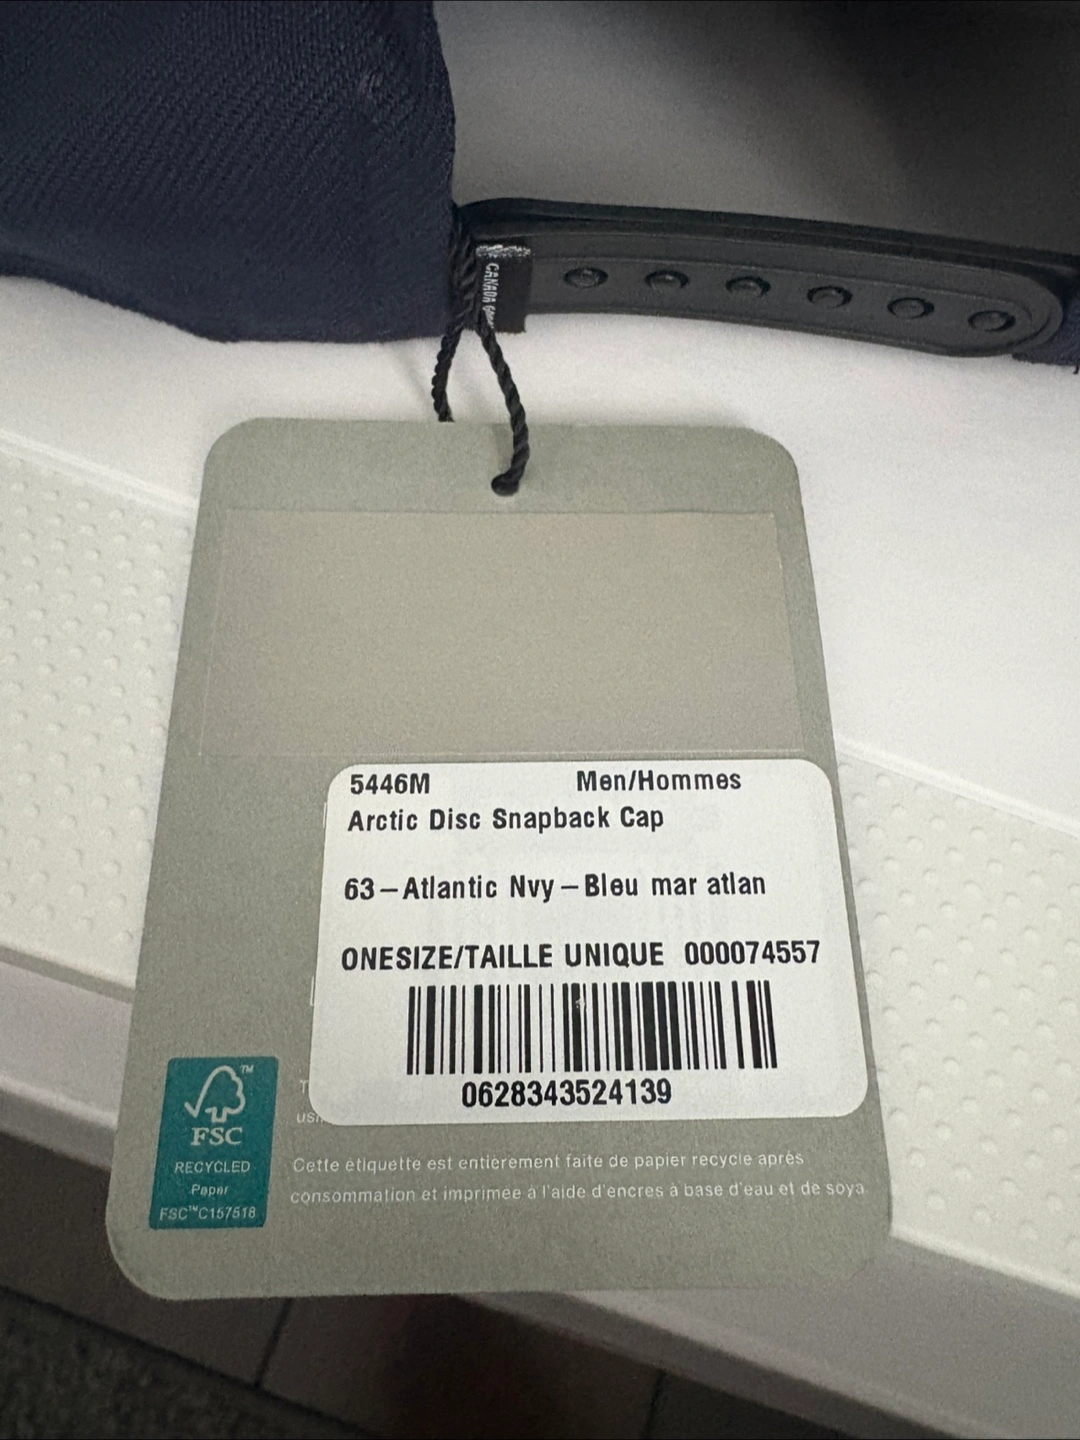 CANADA
5446M Men/Hommes
Arctic Disc Snapback Cap
63-Atlantic Nvy-Bleu mar atlan
ONESIZE/TAILLE UNIQUE 000074557
0628343524139
FSC™
RECYCLED
Paper
FSC™C157518
Cette étiquette est entièrement faite de papier recyclé après
consommation et imprimée à l'aide d'encres à base d'eau et de soya.